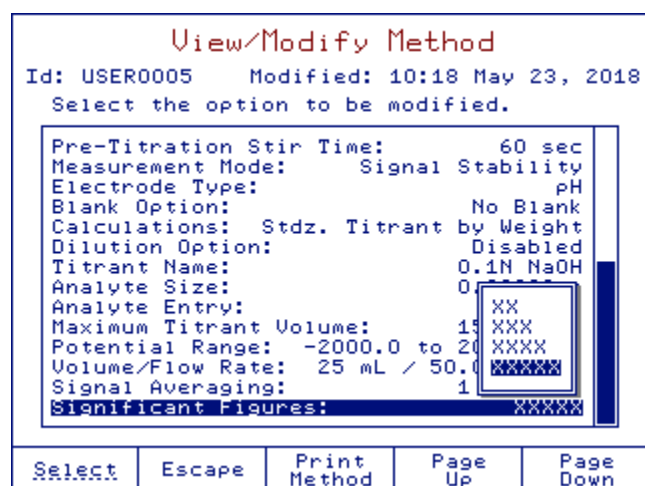 View/Modify Method
Id: USER0005 Modified: 10:18 May 23, 2018
Select the option to be modified.
Pre-Titration Stir Time: 60 sec
Measurement Mode: Signal Stability
Electrode Type: pH
Blank Option: No Blank
Calculations: Stdz. Titrant by Weight
Dilution Option: Disabled
Titrant Name: 0.1N NaOH
Analyte Size:
Analyte Entry:
Maximum Titrant Volume:
Potential Range: -2000.0 to
Volume/Flow Rate: 25 mL /
Signal Averaging: 1
Significant Figures: XXXXX
XX
XXX
XXXX
XXXXX
Select Escape Print Method Page Up Page Down